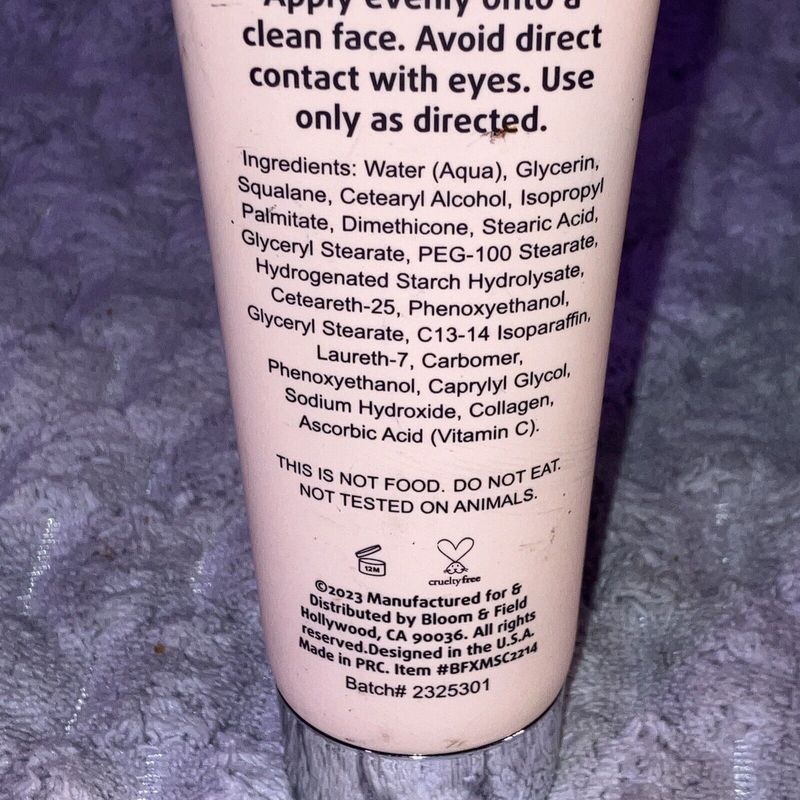 Apply evenly onto a
clean face. Avoid direct
contact with eyes. Use
only as directed.
Ingredients: Water (Aqua), Glycerin,
Squalane, Cetearyl Alcohol, Isopropyl
Palmitate, Dimethicone, Stearic Acid,
Glyceryl Stearate, PEG-100 Stearate,
Hydrogenated Starch Hydrolysate,
Ceteareth-25, Phenoxyethanol,
Glyceryl Stearate, C13-14 Isoparaffin,
Laureth-7, Carbomer,
Phenoxyethanol, Caprylyl Glycol,
Sodium Hydroxide, Collagen,
Ascorbic Acid (Vitamin C).
THIS IS NOT FOOD. DO NOT EAT.
NOT TESTED ON ANIMALS.
12M
crueltyfree
©2023 Manufactured for &
Distributed by Bloom & Field
Hollywood, CA 90036. All rights
reserved.Designed in the U.S.A.
Made in PRC. Item #BFXMSC2214
Batch# 2325301